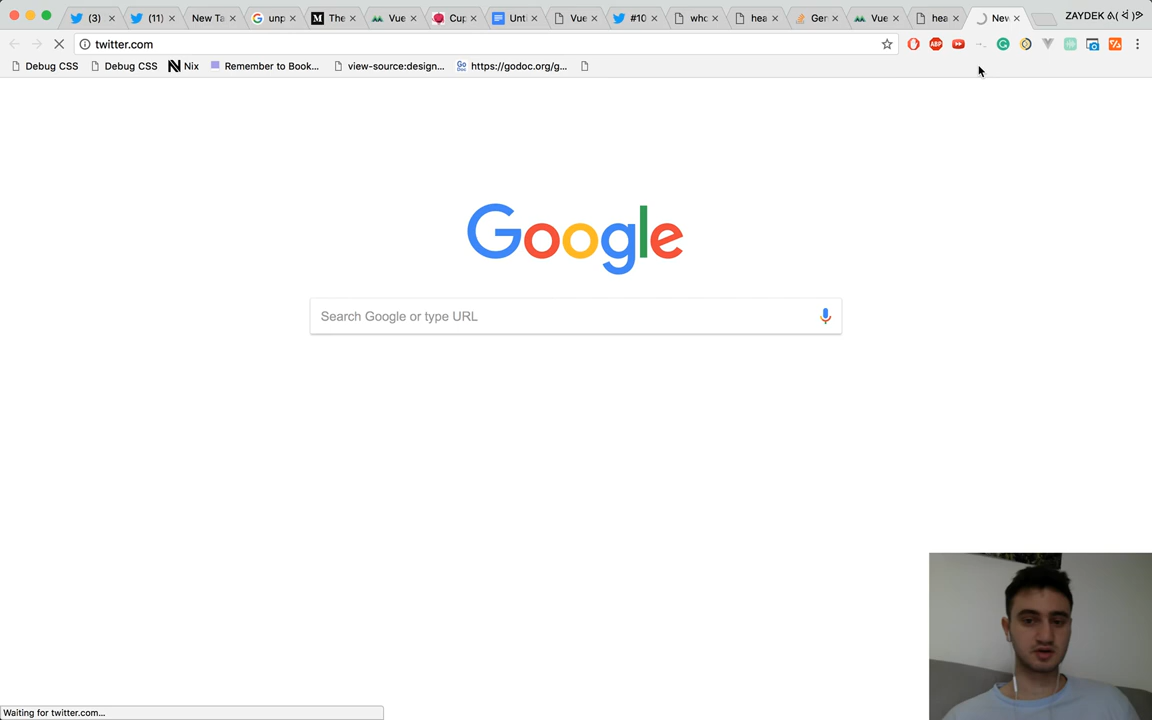 (3) (11) New Ta unp The Vue Cup Unt Vue #10 who hea Ger Vue hea New ZAYDEK
twitter.com
Debug CSS Debug CSS Nix Remember to Book... view-source:design... https://godoc.org/g...
Google
Search Google or type URL
Waiting for twitter.com...